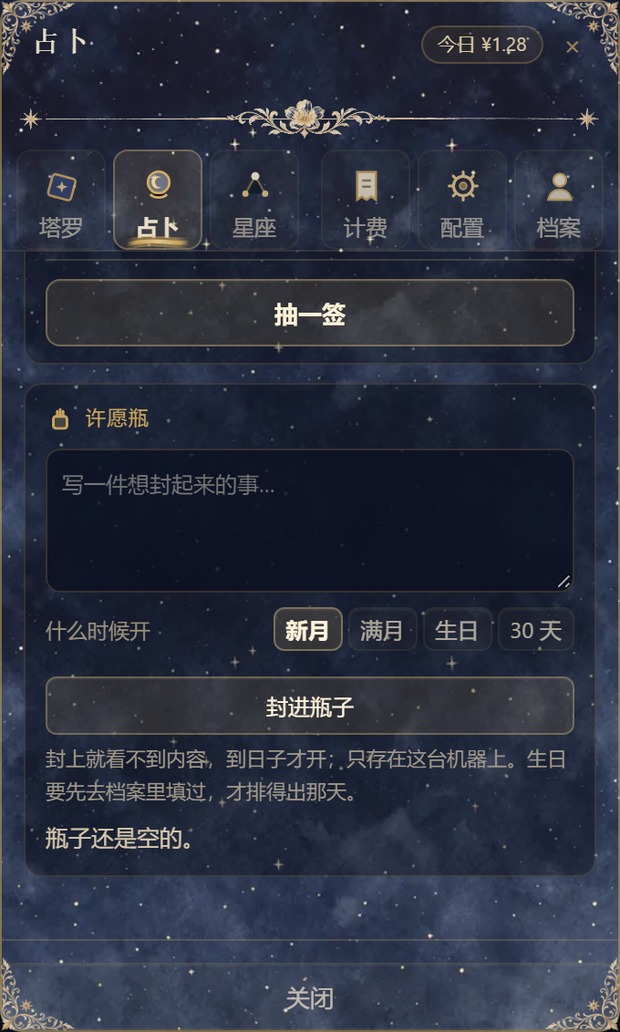 占卜
今日 ¥1.28
×
塔罗
占卜
星座
计费
配置
档案
抽一签
许愿瓶
写一件想封起来的事...
什么时候开
新月
满月
生日
30 天
封进瓶子
封上就看不到内容，到日子才开；只存在这台机器上。生日
要先去档案里填过，才排得出那天。
瓶子还是空的。
关闭